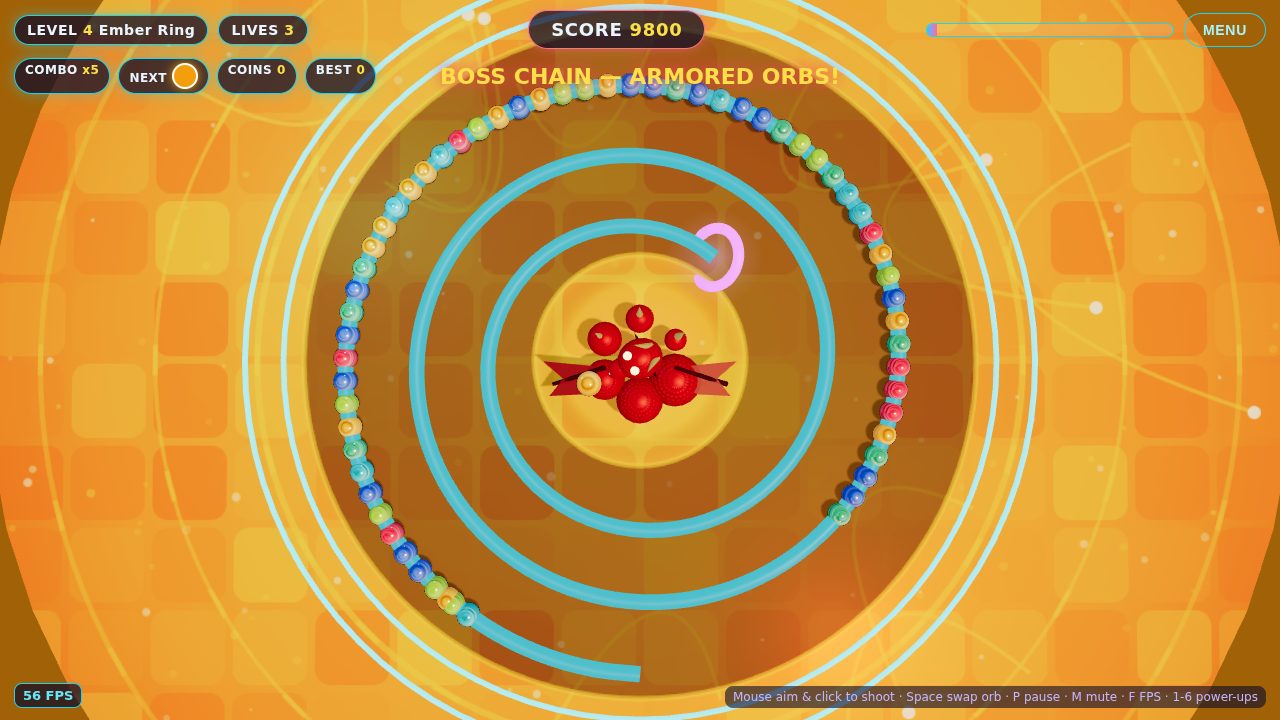 LEVEL 4 Ember Ring
LIVES 3
SCORE 9800
MENU
COMBO x5
NEXT
COINS 0
BEST 0
BOSS CHAIN — ARMORED ORBS!
56 FPS
Mouse aim & click to shoot · Space swap orb · P pause · M mute · F FPS · 1-6 power-ups